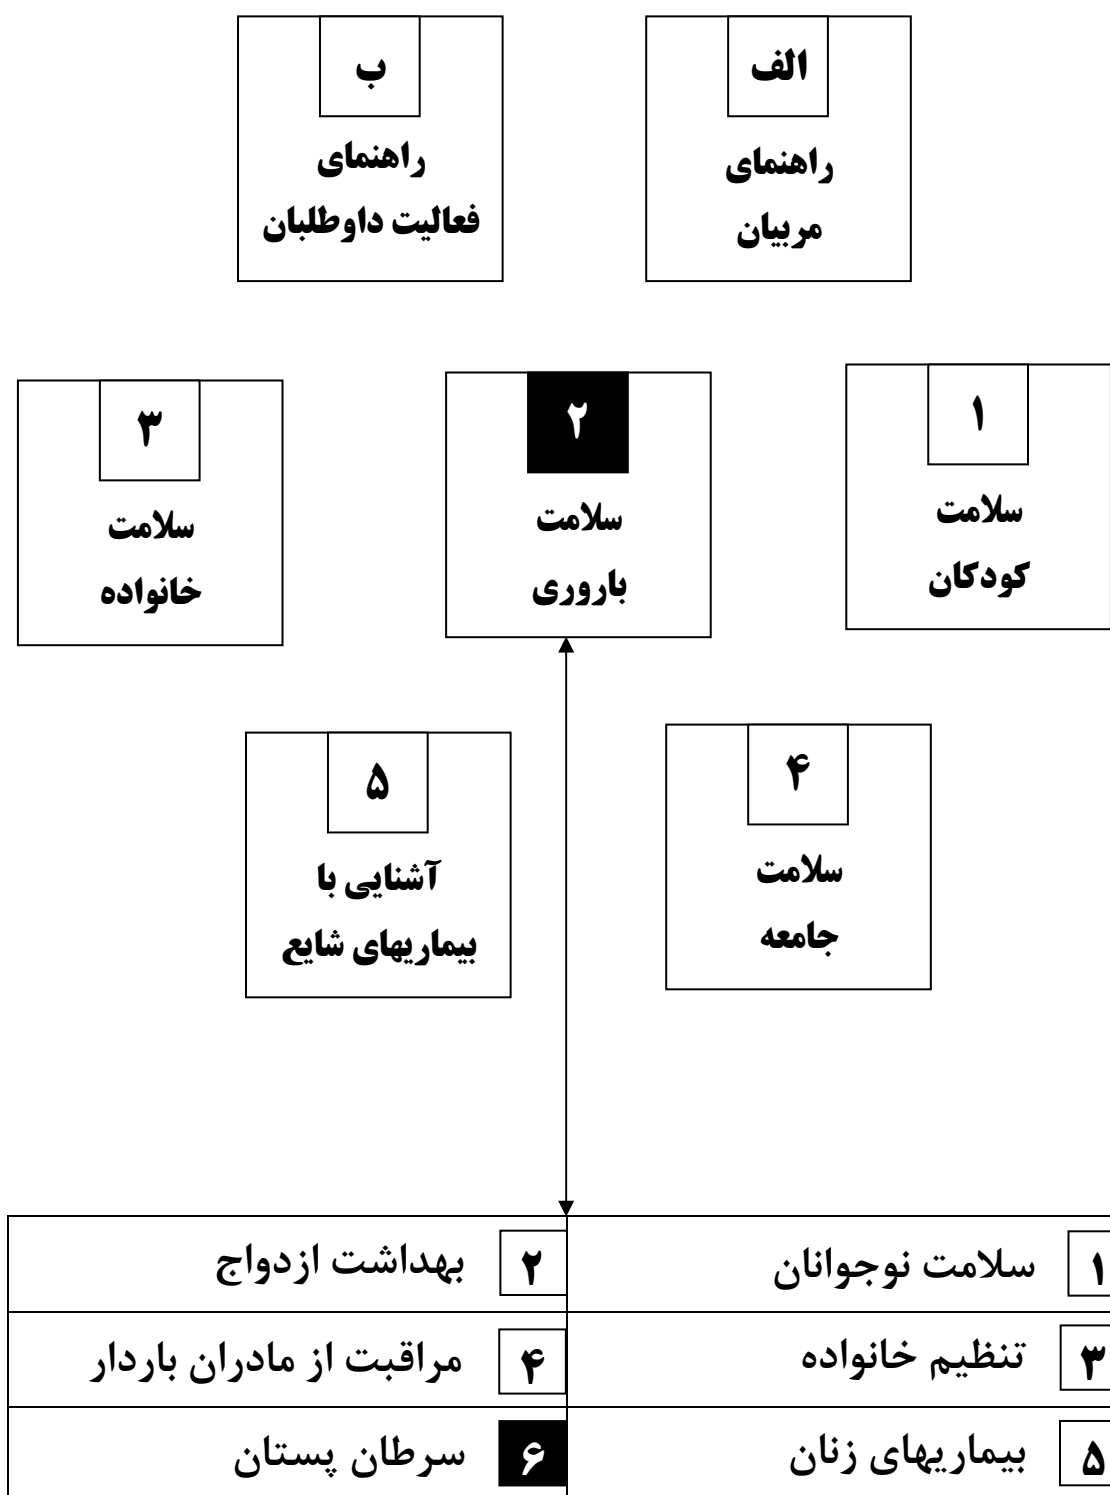 الف
راهنمای
مربیان
ب
راهنمای
فعالیت داوطلبان
۱
سلامت
کودکان
۲
سلامت
باروری
۳
سلامت
خانواده
۴
سلامت
جامعه
۵
آشنایی با
بیماریهای شایع
۱ سلامت نوجوانان
۲ بهداشت ازدواج
۳ تنظیم خانواده
۴ مراقبت از مادران باردار
۵ بیماریهای زنان
۶ سرطان پستان